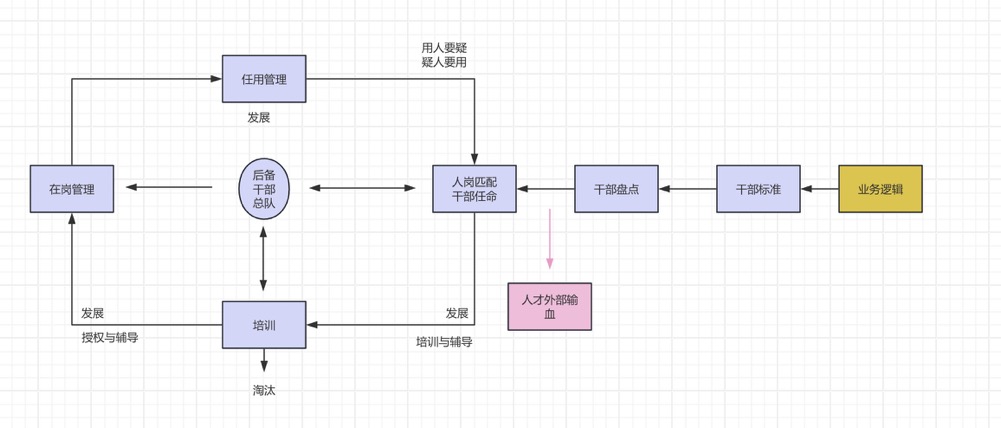 用人要疑
疑人要用
任用管理
发展
在岗管理
后备
干部
总队
人岗匹配
干部任命
干部盘点
干部标准
业务逻辑
人才外部输
血
发展
授权与辅导
培训
发展
培训与辅导
淘汰